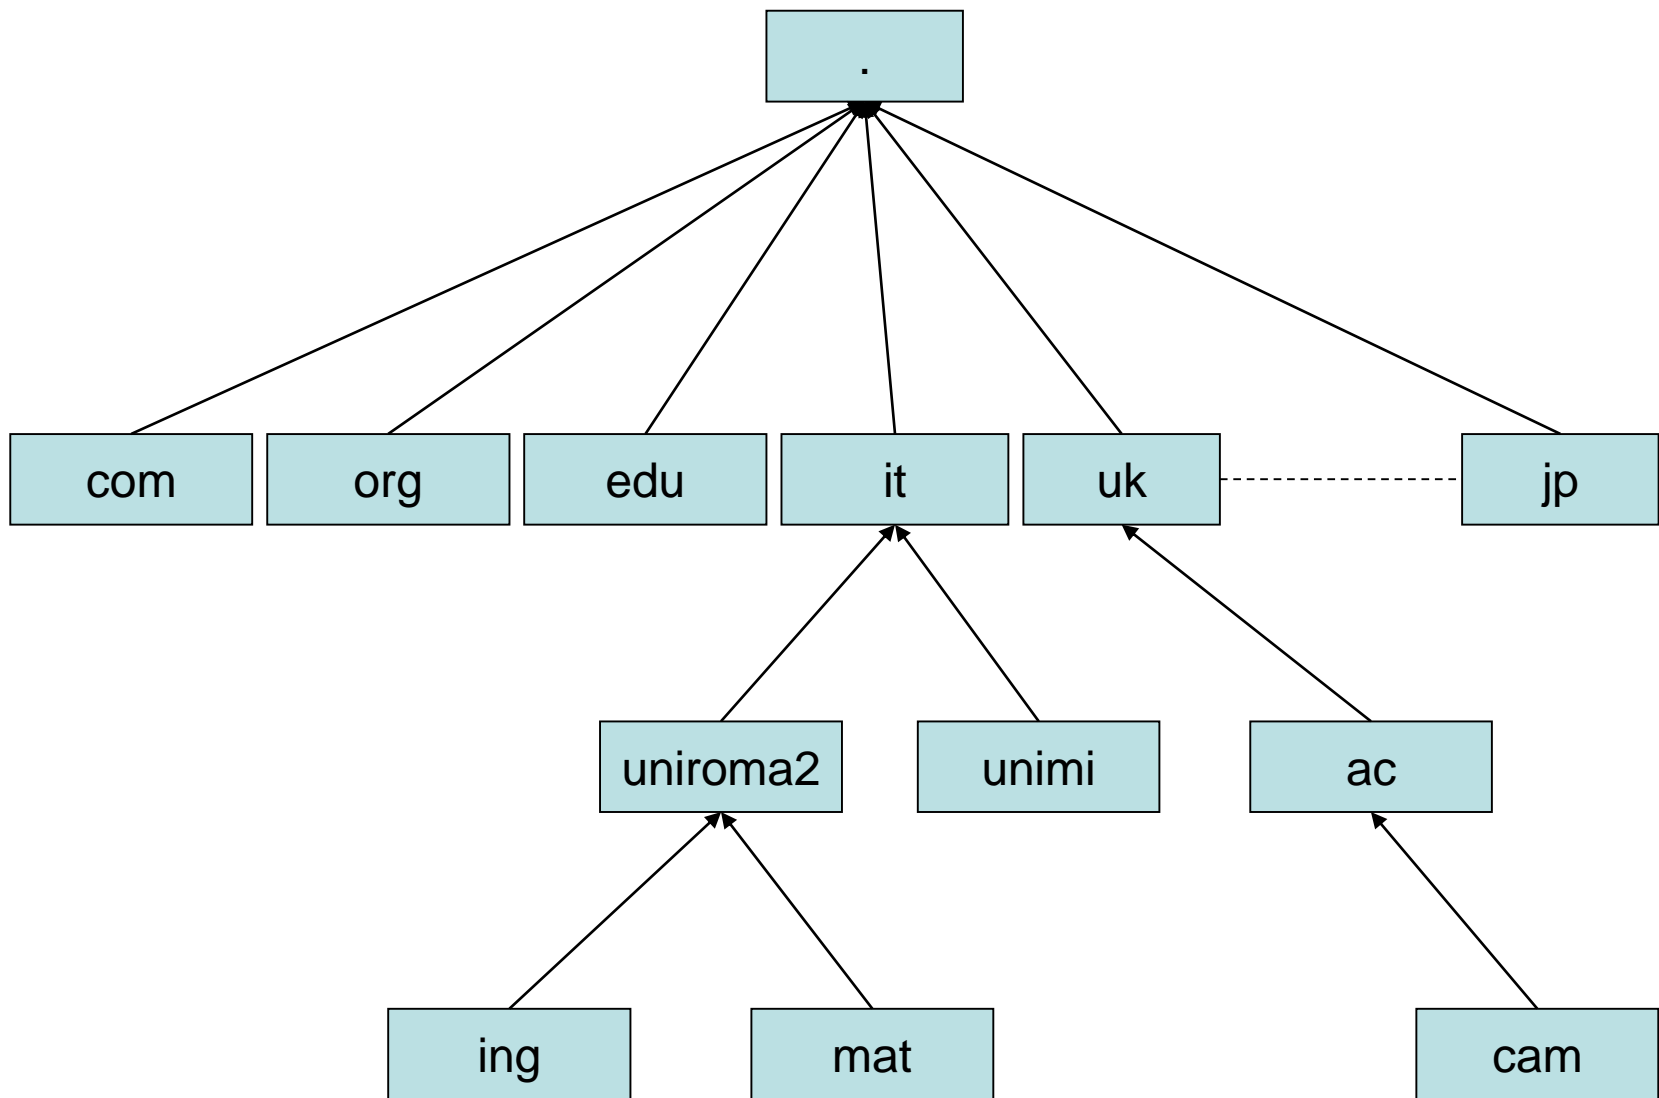 .
com
org
edu
it
uk
jp
uniroma2
unimi
ac
ing
mat
cam